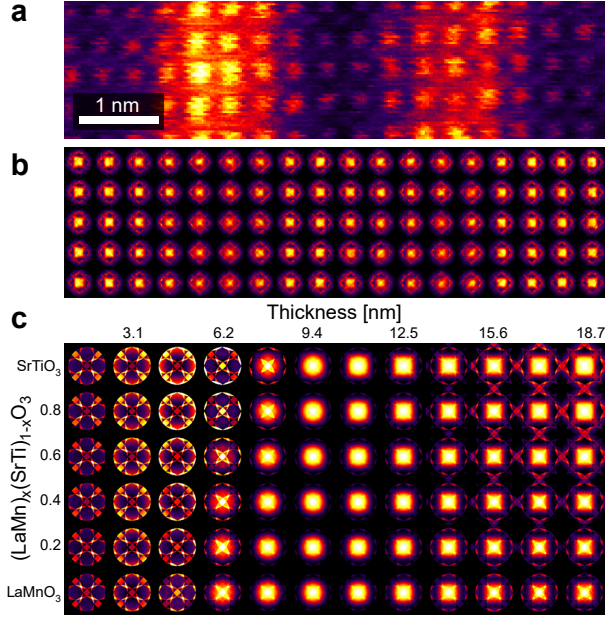 a
1 nm
b
Thickness [nm]
c
3.1 6.2 9.4 12.5 15.6 18.7
SrTiO3
0.8
0.6
0.4
0.2
LaMnO3
(LaMn)X(SrTi)1-XO3